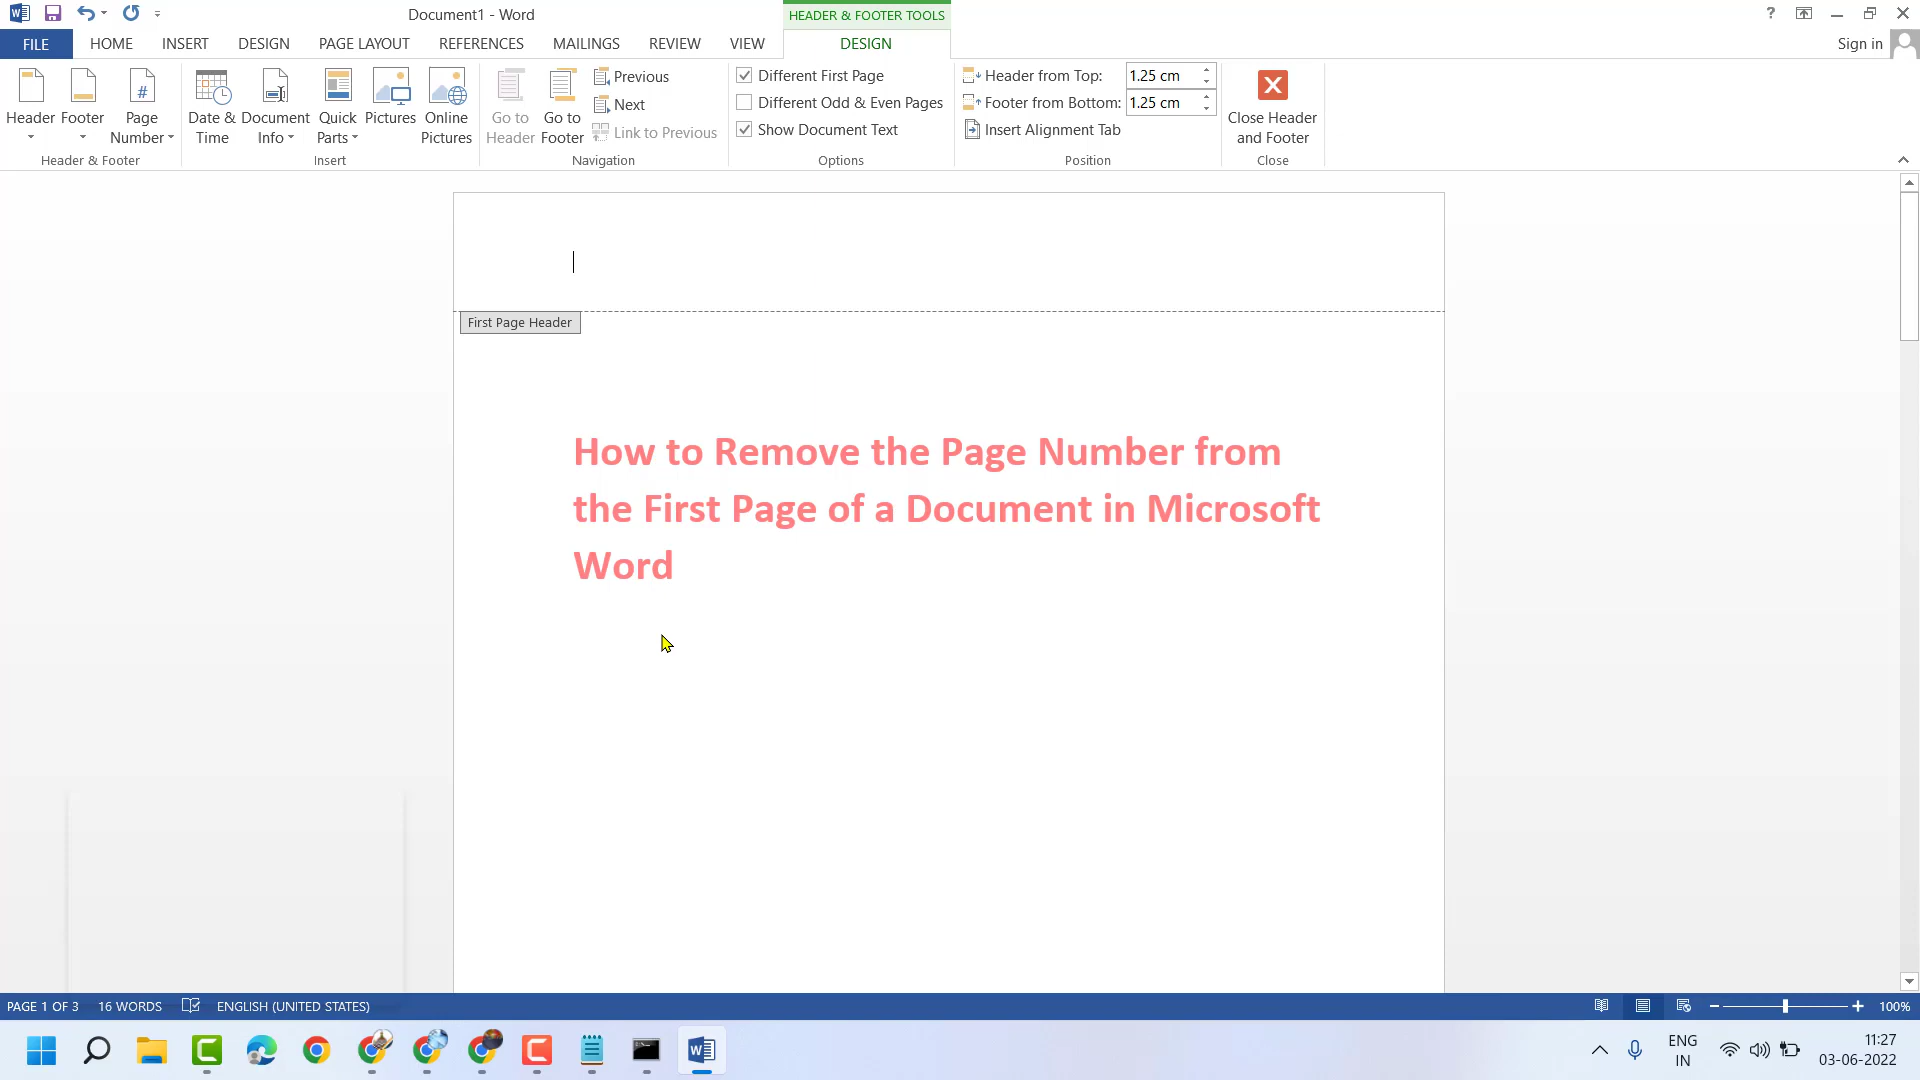 Document1 - Word
HEADER & FOOTER TOOLS
?
FILE HOME INSERT DESIGN PAGE LAYOUT REFERENCES MAILINGS REVIEW VIEW DESIGN Sign in
Header Footer Page Number
Header & Footer
Date & Time Document Info Quick Parts Pictures Online Pictures
Insert
Go to Header Go to Footer
Previous
Next
Link to Previous
Navigation
Different First Page
Different Odd & Even Pages
Show Document Text
Options
Header from Top: 1.25 cm
Footer from Bottom: 1.25 cm
Insert Alignment Tab
Position
Close Header and Footer
Close
First Page Header
How to Remove the Page Number from
the First Page of a Document in Microsoft
Word
PAGE 1 OF 3 16 WORDS ENGLISH (UNITED STATES) 100%
ENG
IN
11:27
03-06-2022